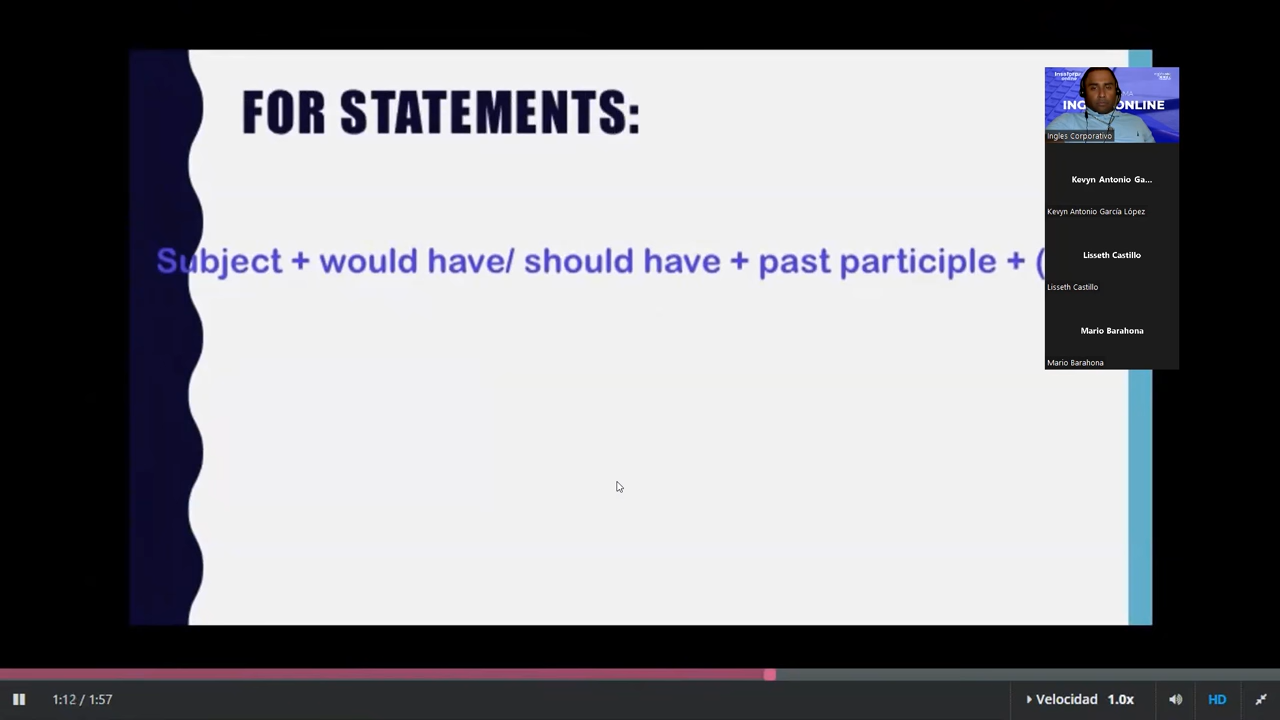 FOR STATEMENTS:
Subject + would have/ should have + past participle + (
INGLES ONLINE
Ingles Corporativo
Kevyn Antonio Ga...
Kevyn Antonio García López
Lisseth Castillo
Lisseth Castillo
Mario Barahona
Mario Barahona
1:12 / 1:57
Velocidad 1.0x
HD